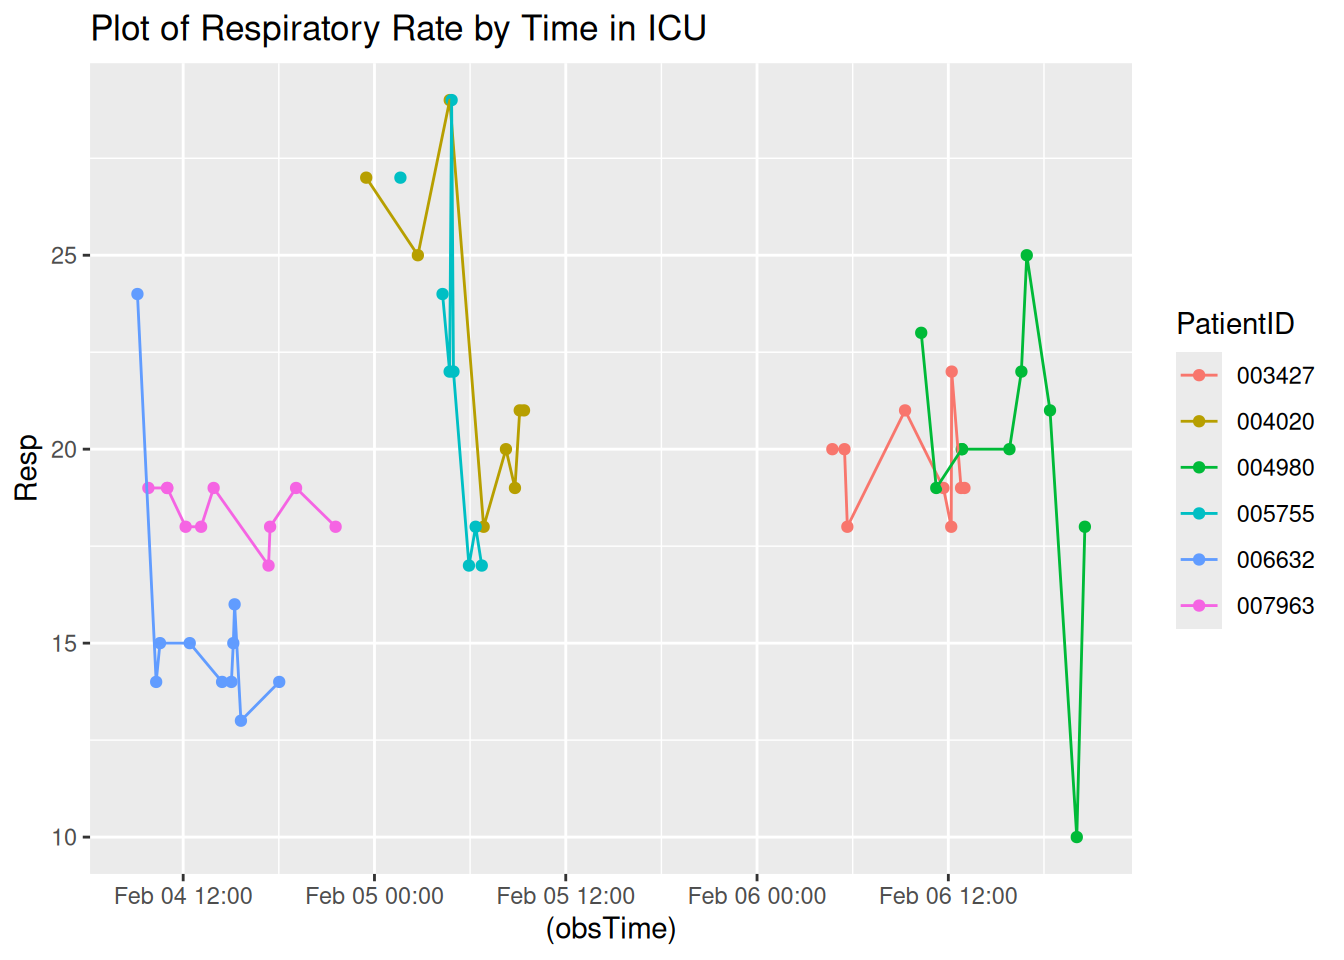 Plot of Respiratory Rate by Time in ICU
25
20
15
10
Resp
Feb 04 12:00
Feb 05 00:00
Feb 05 12:00
Feb 06 00:00
Feb 06 12:00
(obsTime)
PatientID
003427
004020
004980
005755
006632
007963